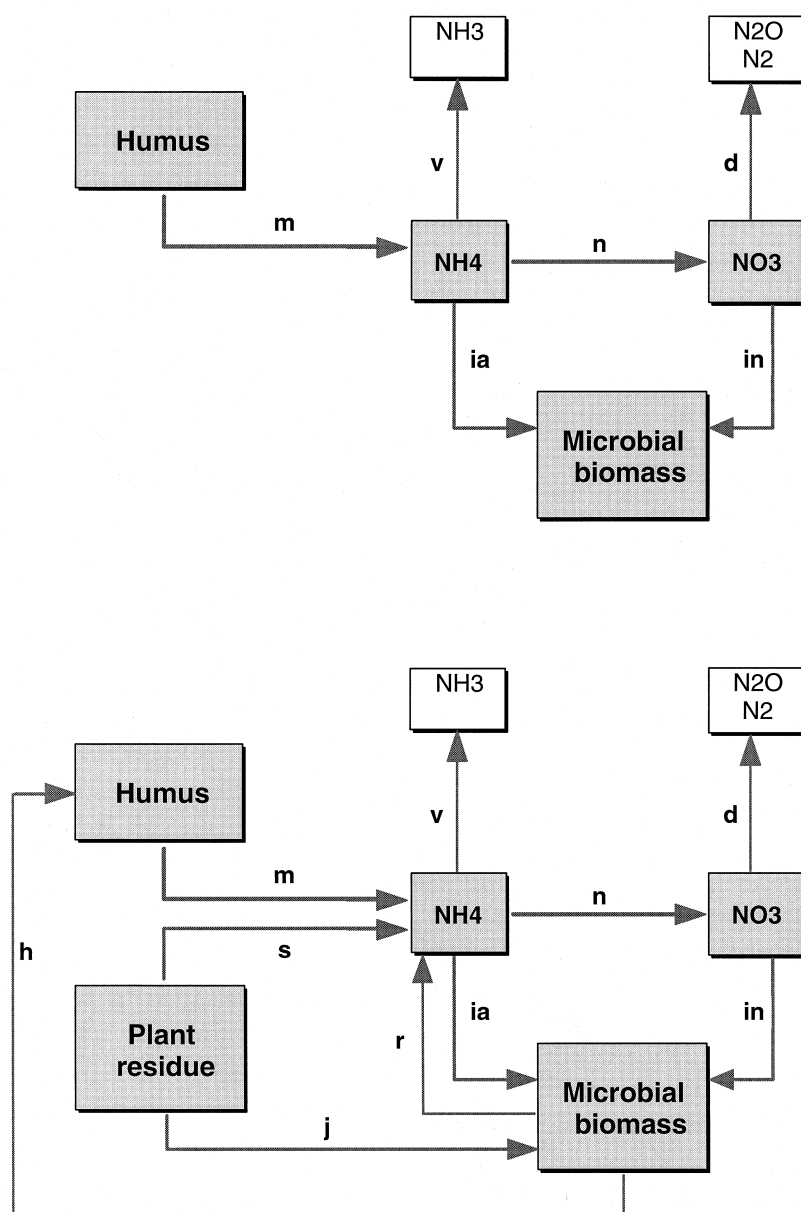 NH3
N2O
N2
Humus
v
d
m
NH4
n
NO3
ia
in
Microbial
biomass
NH3
N2O
N2
Humus
v
d
m
NH4
n
NO3
h
s
Plant
residue
r
ia
in
Microbial
biomass
j